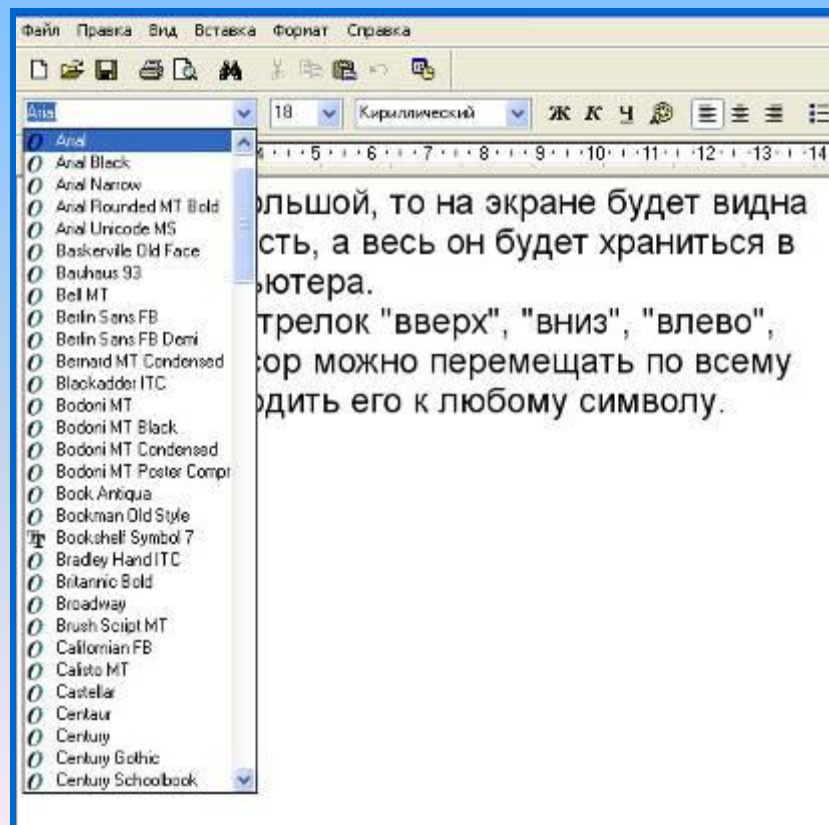 Файл Правка Вид Вставка Формат Справка
Arial 18 Кириллический Ж К Ч
4 5 6 7 8 9 10 11 12 13 14
Arial
Arial Black
Arial Narrow
Arial Rounded MT Bold
Arial Unicode MS
Baskerville Old Face
Bauhaus 93
Bell MT
Berlin Sans FB
Berlin Sans FB Demi
Bernard MT Condensed
Blackadder ITC
Bodoni MT
Bodoni MT Black
Bodoni MT Condensed
Bodoni MT Poster Compr
Book Antiqua
Bookman Old Style
Bookshelf Symbol 7
Bradley Hand ITC
Britannic Bold
Broadway
Brush Script MT
Californian FB
Calisto MT
Castellar
Centaur
Century
Century Gothic
Century Schoolbook
ольшой, то на экране будет видна
сть, а весь он будет храниться в
ьютера.
трелок "вверх", "вниз", "влево",
сор можно перемещать по всему
одить его к любому символу.